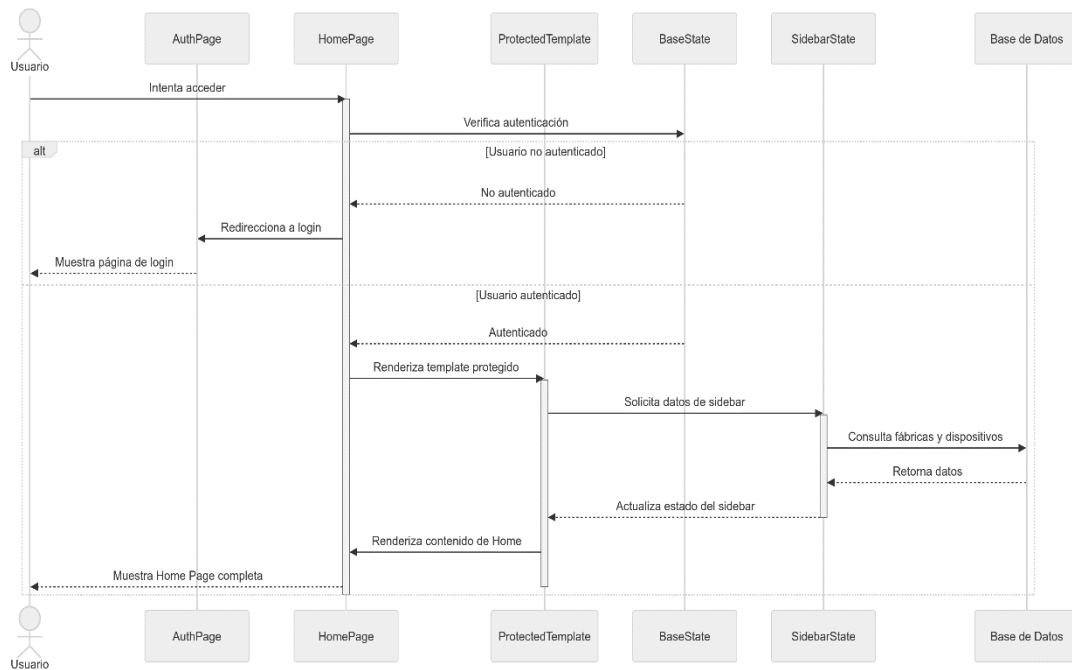 AuthPage
HomePage
ProtectedTemplate
BaseState
SidebarState
Base de Datos
Usuario
Intenta acceder
Verifica autenticación
alt
[Usuario no autenticado]
No autenticado
Redirecciona a login
Muestra página de login
[Usuario autenticado]
Autenticado
Renderiza template protegido
Solicita datos de sidebar
Consulta fábricas y dispositivos
Retorna datos
Actualiza estado del sidebar
Renderiza contenido de Home
Muestra Home Page completa
AuthPage
HomePage
ProtectedTemplate
BaseState
SidebarState
Base de Datos
Usuario